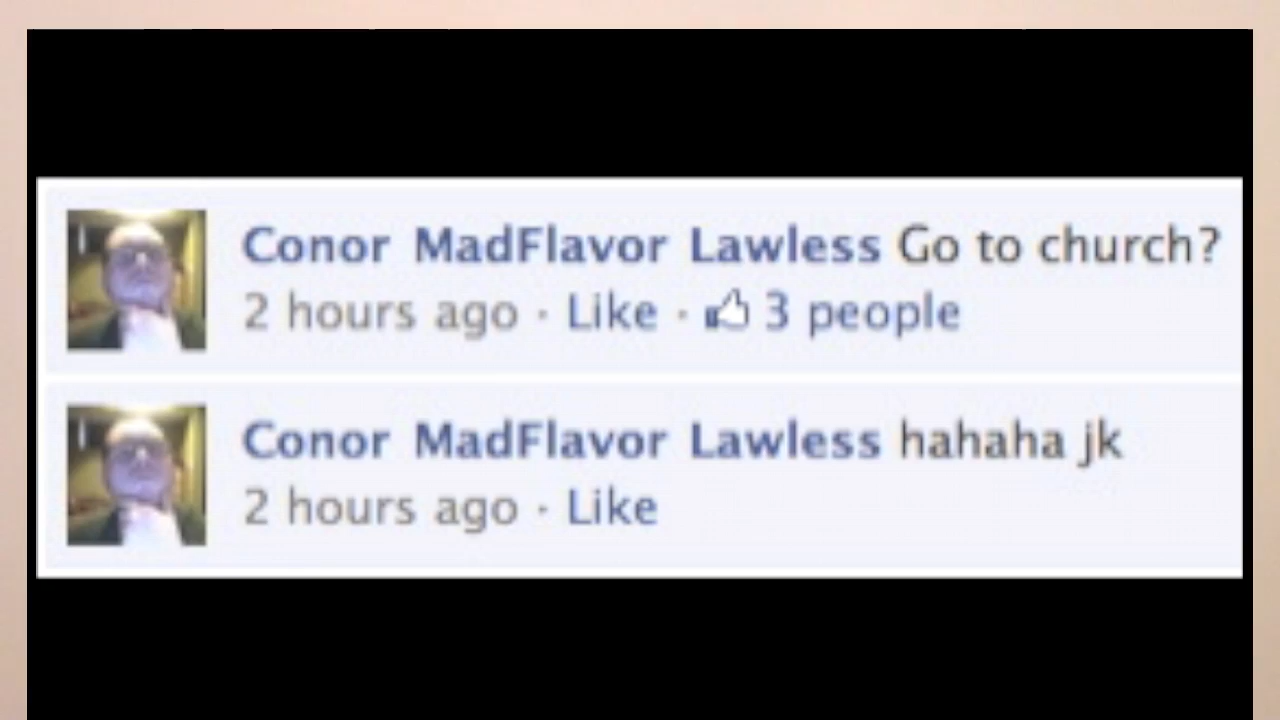 Conor MadFlavor Lawless Go to church?
2 hours ago · Like · 3 people
Conor MadFlavor Lawless hahaha jk
2 hours ago · Like